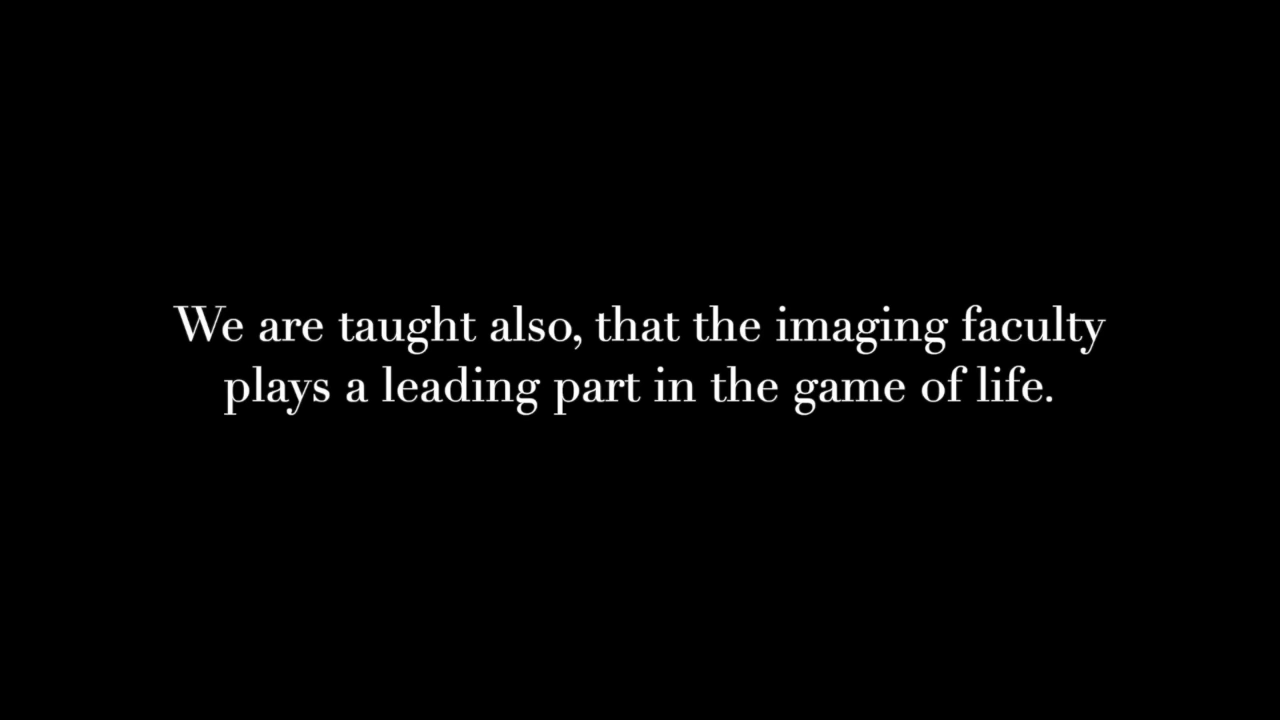 We are taught also, that the imaging faculty
plays a leading part in the game of life.